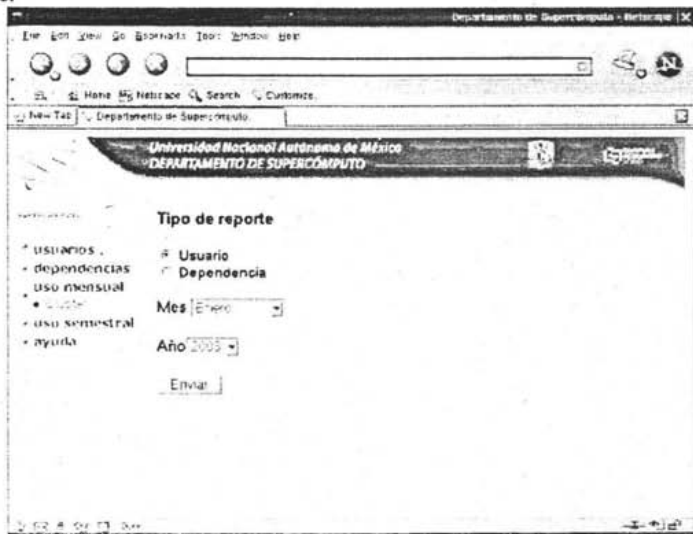 Departamento de Supercómputo - Netscape
Edit View Go Bookmarks Tools Window Help
Home Netscape Search Customize
New Tab Departamento de Supercómputo
Universidad Nacional Autónoma de México
DEPARTAMENTO DE SUPERCÓMPUTO
Tipo de reporte
usuarios
dependencias
uso mensual
uso semestral
ayuda
Usuario
Dependencia
Mes Enero
Año
Enviar